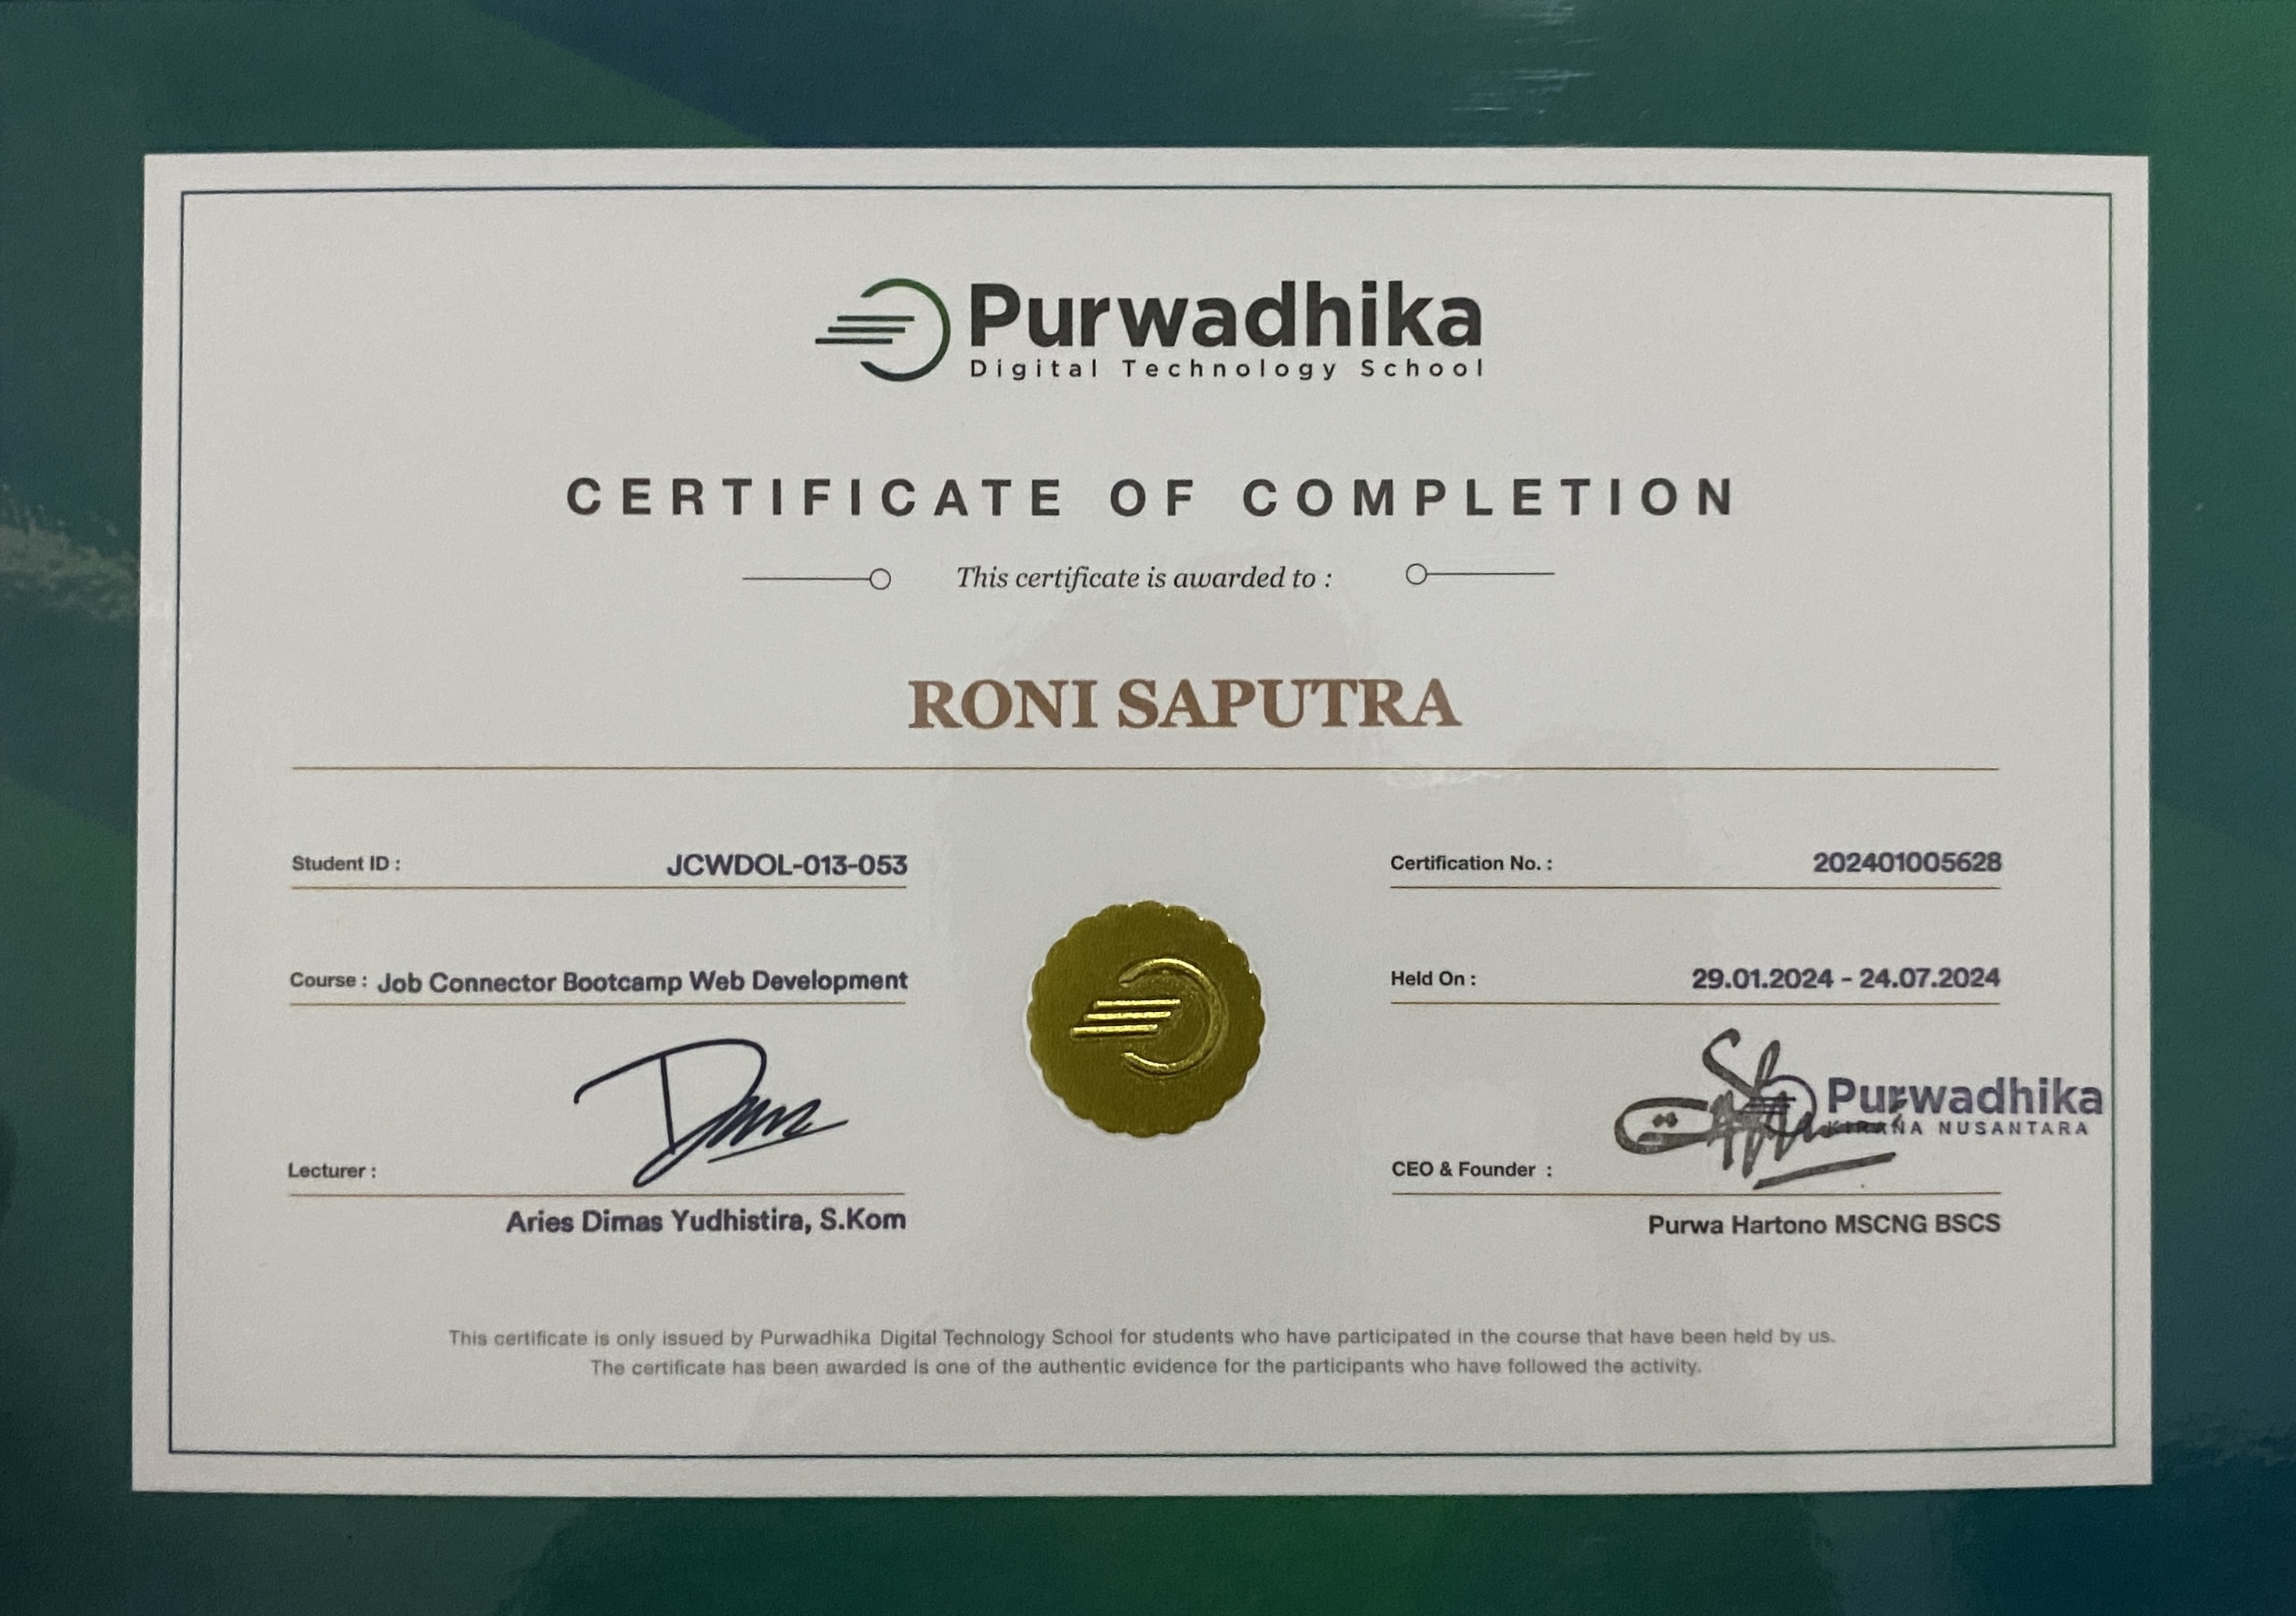 Purwadhika
Digital Technology School
CERTIFICATE OF COMPLETION
This certificate is awarded to :
RONI SAPUTRA
Student ID : JCWDOL-013-053
Certification No. : 202401005628
Course : Job Connector Bootcamp Web Development
Held On : 29.01.2024 - 24.07.2024
Purwadhika
KIRANA NUSANTARA
Lecturer :
CEO & Founder :
Aries Dimas Yudhistira, S.Kom
Purwa Hartono MSCNG BSCS
This certificate is only issued by Purwadhika Digital Technology School for students who have participated in the course that have been held by us.
The certificate has been awarded is one of the authentic evidence for the participants who have followed the activity.